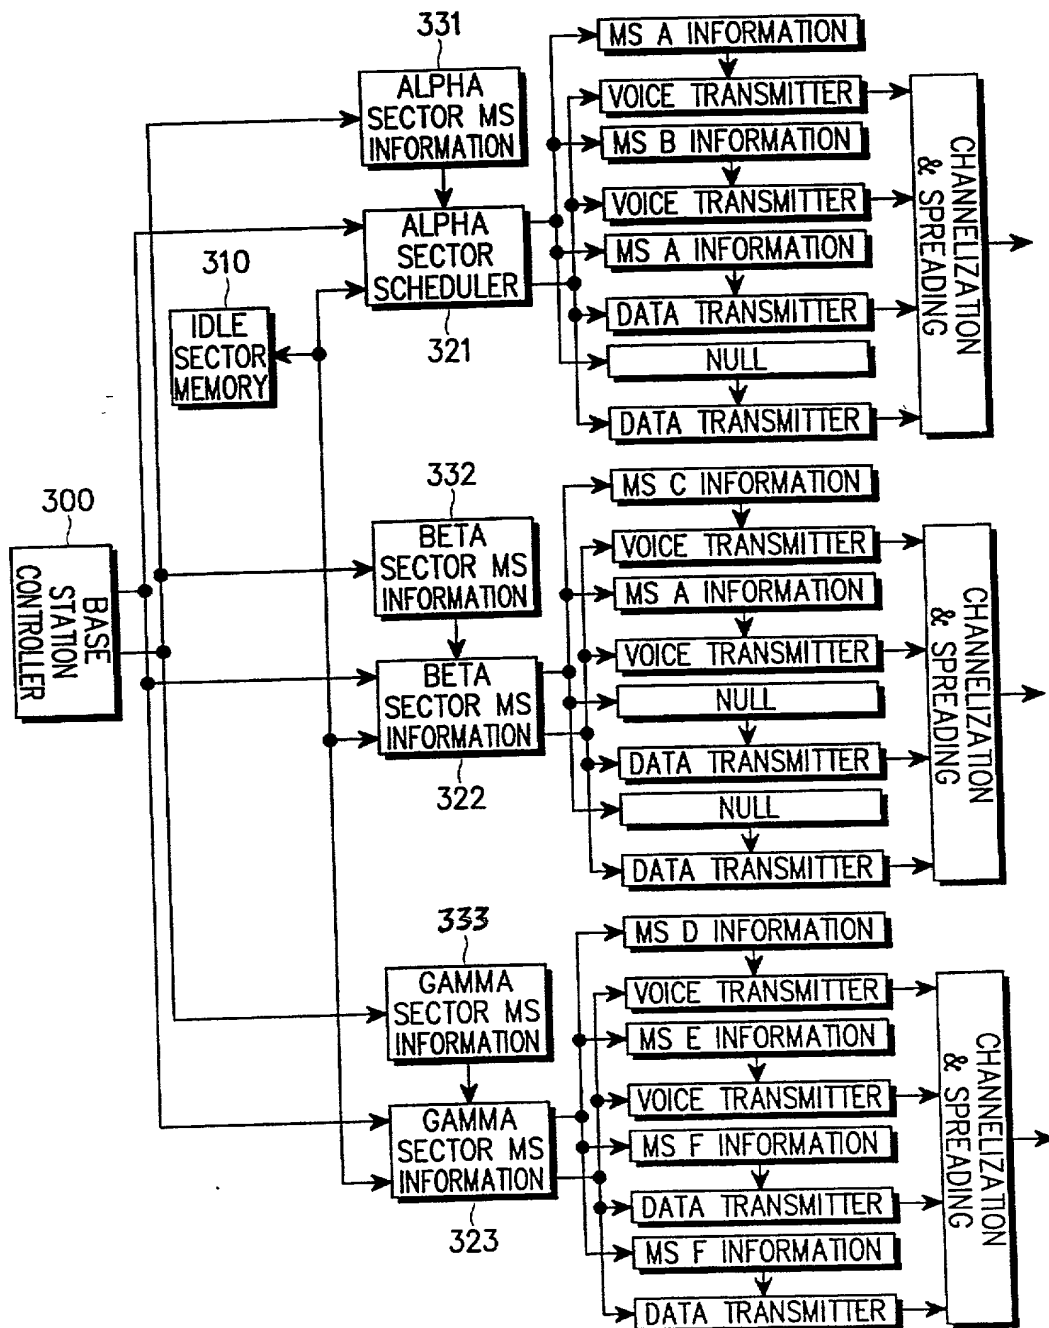 331
ALPHA
SECTOR MS
INFORMATION
ALPHA
SECTOR
SCHEDULER
321
310
IDLE
SECTOR
MEMORY
300
BASE
STATION
CONTROLLER
332
BETA
SECTOR MS
INFORMATION
BETA
SECTOR MS
INFORMATION
322
333
GAMMA
SECTOR MS
INFORMATION
GAMMA
SECTOR MS
INFORMATION
323
MS A INFORMATION
VOICE TRANSMITTER
MS B INFORMATION
VOICE TRANSMITTER
MS A INFORMATION
DATA TRANSMITTER
NULL
DATA TRANSMITTER
CHANNELIZATION
& SPREADING
MS C INFORMATION
VOICE TRANSMITTER
MS A INFORMATION
VOICE TRANSMITTER
NULL
DATA TRANSMITTER
NULL
DATA TRANSMITTER
CHANNELIZATION
& SPREADING
MS D INFORMATION
VOICE TRANSMITTER
MS E INFORMATION
VOICE TRANSMITTER
MS F INFORMATION
DATA TRANSMITTER
MS F INFORMATION
DATA TRANSMITTER
CHANNELIZATION
& SPREADING